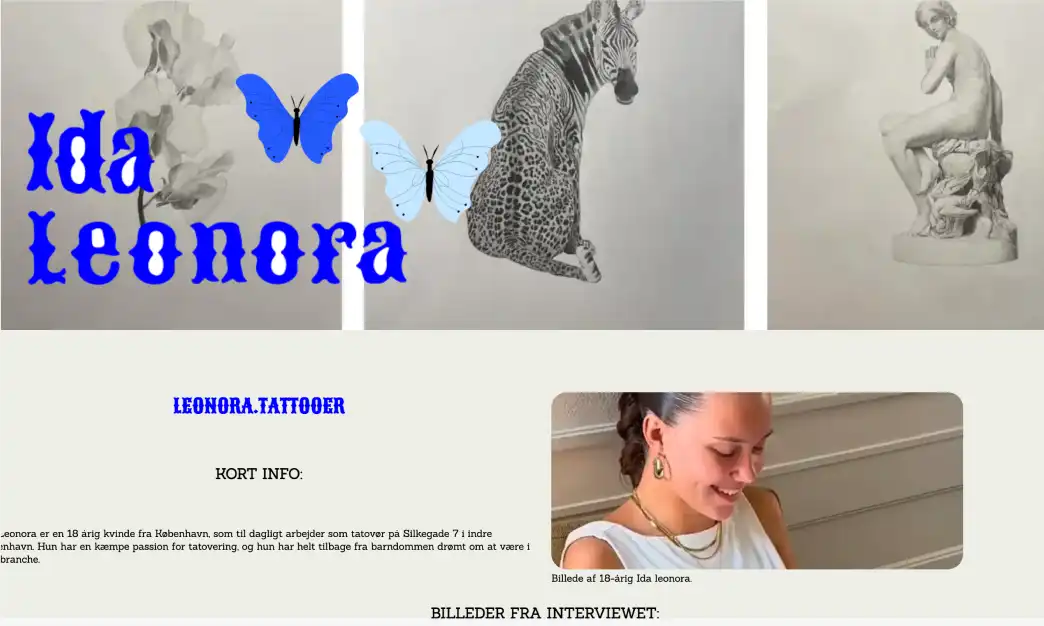 Ida
Leonora
LEONORA.TATTOOER
KORT INFO:
eonora er en 18 årig kvinde fra København, som til dagligt arbejder som tatovør på Silkegade 7 i indre
nhavn. Hun har en kæmpe passion for tatovering, og hun har helt tilbage fra barndommen drømt om at være i
branche.
Billede af 18-årig Ida leonora.
BILLEDER FRA INTERVIEWET: